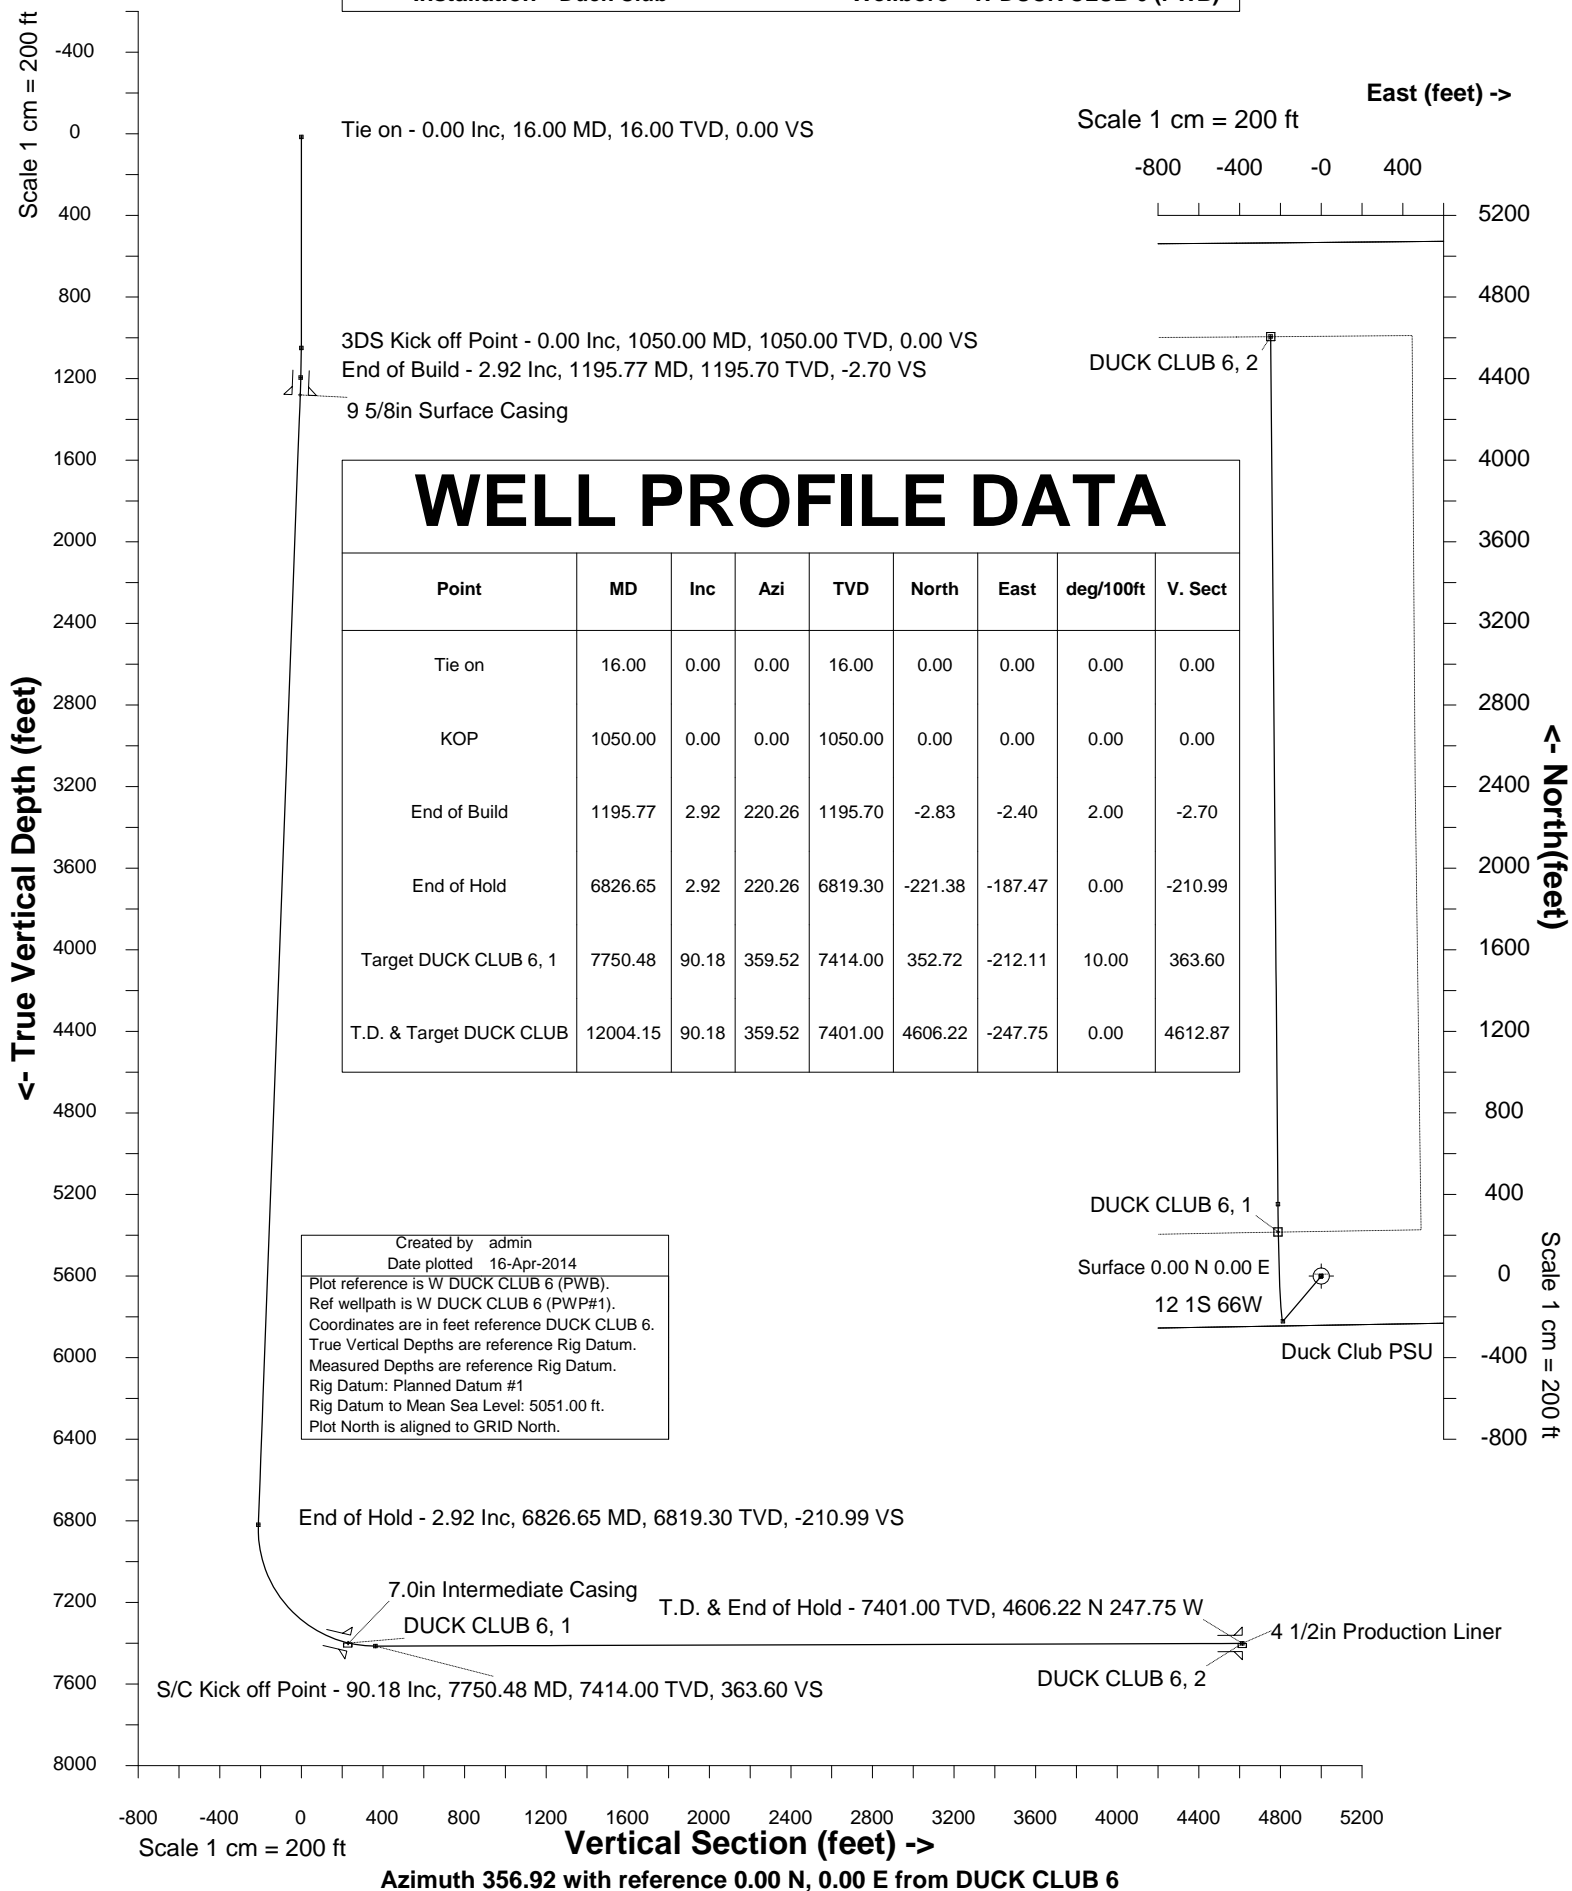 Scale 1 cm = 200 ft
East (feet) ->
Scale 1 cm = 200 ft
-800 -400 -0 400
-400
0
400
800
1200
1600
2000
2400
2800
3200
3600
4000
4400
4800
5200
5600
6000
6400
6800
7200
7600
8000
<- True Vertical Depth (feet)
Tie on - 0.00 Inc, 16.00 MD, 16.00 TVD, 0.00 VS
3DS Kick off Point - 0.00 Inc, 1050.00 MD, 1050.00 TVD, 0.00 VS
End of Build - 2.92 Inc, 1195.77 MD, 1195.70 TVD, -2.70 VS
9 5/8in Surface Casing
WELL PROFILE DATA
Point MD Inc Azi TVD North East deg/100ft V. Sect
Tie on 16.00 0.00 0.00 16.00 0.00 0.00 0.00 0.00
KOP 1050.00 0.00 0.00 1050.00 0.00 0.00 0.00 0.00
End of Build 1195.77 2.92 220.26 1195.70 -2.83 -2.40 2.00 -2.70
End of Hold 6826.65 2.92 220.26 6819.30 -221.38 -187.47 0.00 -210.99
Target DUCK CLUB 6, 1 7750.48 90.18 359.52 7414.00 352.72 -212.11 10.00 363.60
T.D. & Target DUCK CLUB 12004.15 90.18 359.52 7401.00 4606.22 -247.75 0.00 4612.87
Created by admin
Date plotted 16-Apr-2014
Plot reference is W DUCK CLUB 6 (PWB).
Ref wellpath is W DUCK CLUB 6 (PWP#1).
Coordinates are in feet reference DUCK CLUB 6.
True Vertical Depths are reference Rig Datum.
Measured Depths are reference Rig Datum.
Rig Datum: Planned Datum #1
Rig Datum to Mean Sea Level: 5051.00 ft.
Plot North is aligned to GRID North.
DUCK CLUB 6, 2
DUCK CLUB 6, 1
Surface 0.00 N 0.00 E
12 1S 66W
Duck Club PSU
5200
4800
4400
4000
3600
3200
2800
2400
2000
1600
1200
800
400
0
-400
-800
<- North(feet)
Scale 1 cm = 200 ft
End of Hold - 2.92 Inc, 6826.65 MD, 6819.30 TVD, -210.99 VS
7.0in Intermediate Casing
DUCK CLUB 6, 1
T.D. & End of Hold - 7401.00 TVD, 4606.22 N 247.75 W
4 1/2in Production Liner
DUCK CLUB 6, 2
S/C Kick off Point - 90.18 Inc, 7750.48 MD, 7414.00 TVD, 363.60 VS
-800 -400 0 400 800 1200 1600 2000 2400 2800 3200 3600 4000 4400 4800 5200
Scale 1 cm = 200 ft
Vertical Section (feet) ->
Azimuth 356.92 with reference 0.00 N, 0.00 E from DUCK CLUB 6